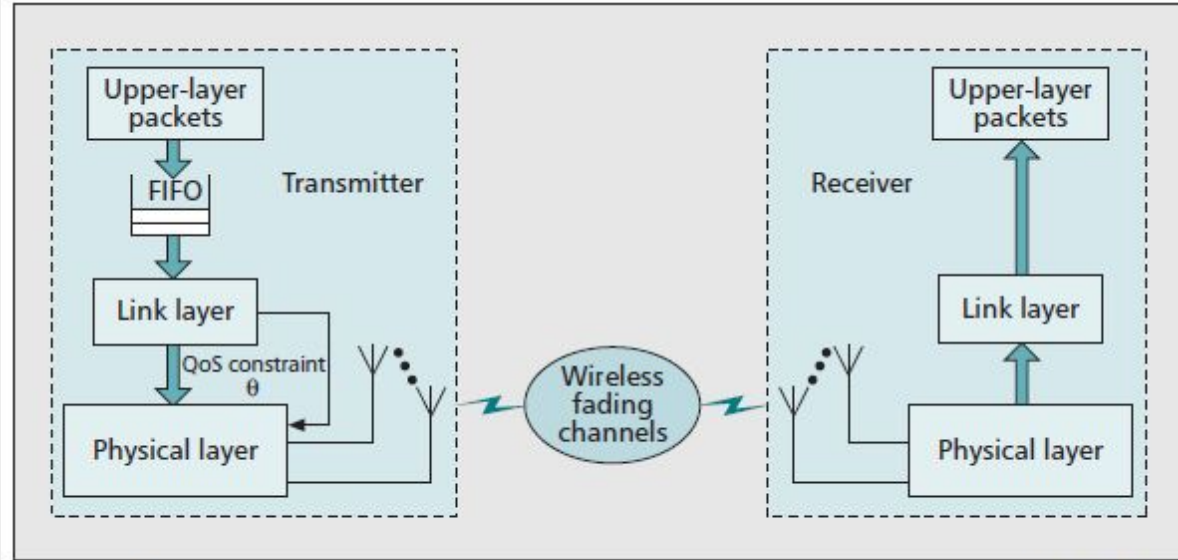 Upper-layer
packets
FIFO
Transmitter
Link layer
QoS constraint
θ
Physical layer
Wireless
fading
channels
Upper-layer
packets
Receiver
Link layer
Physical layer